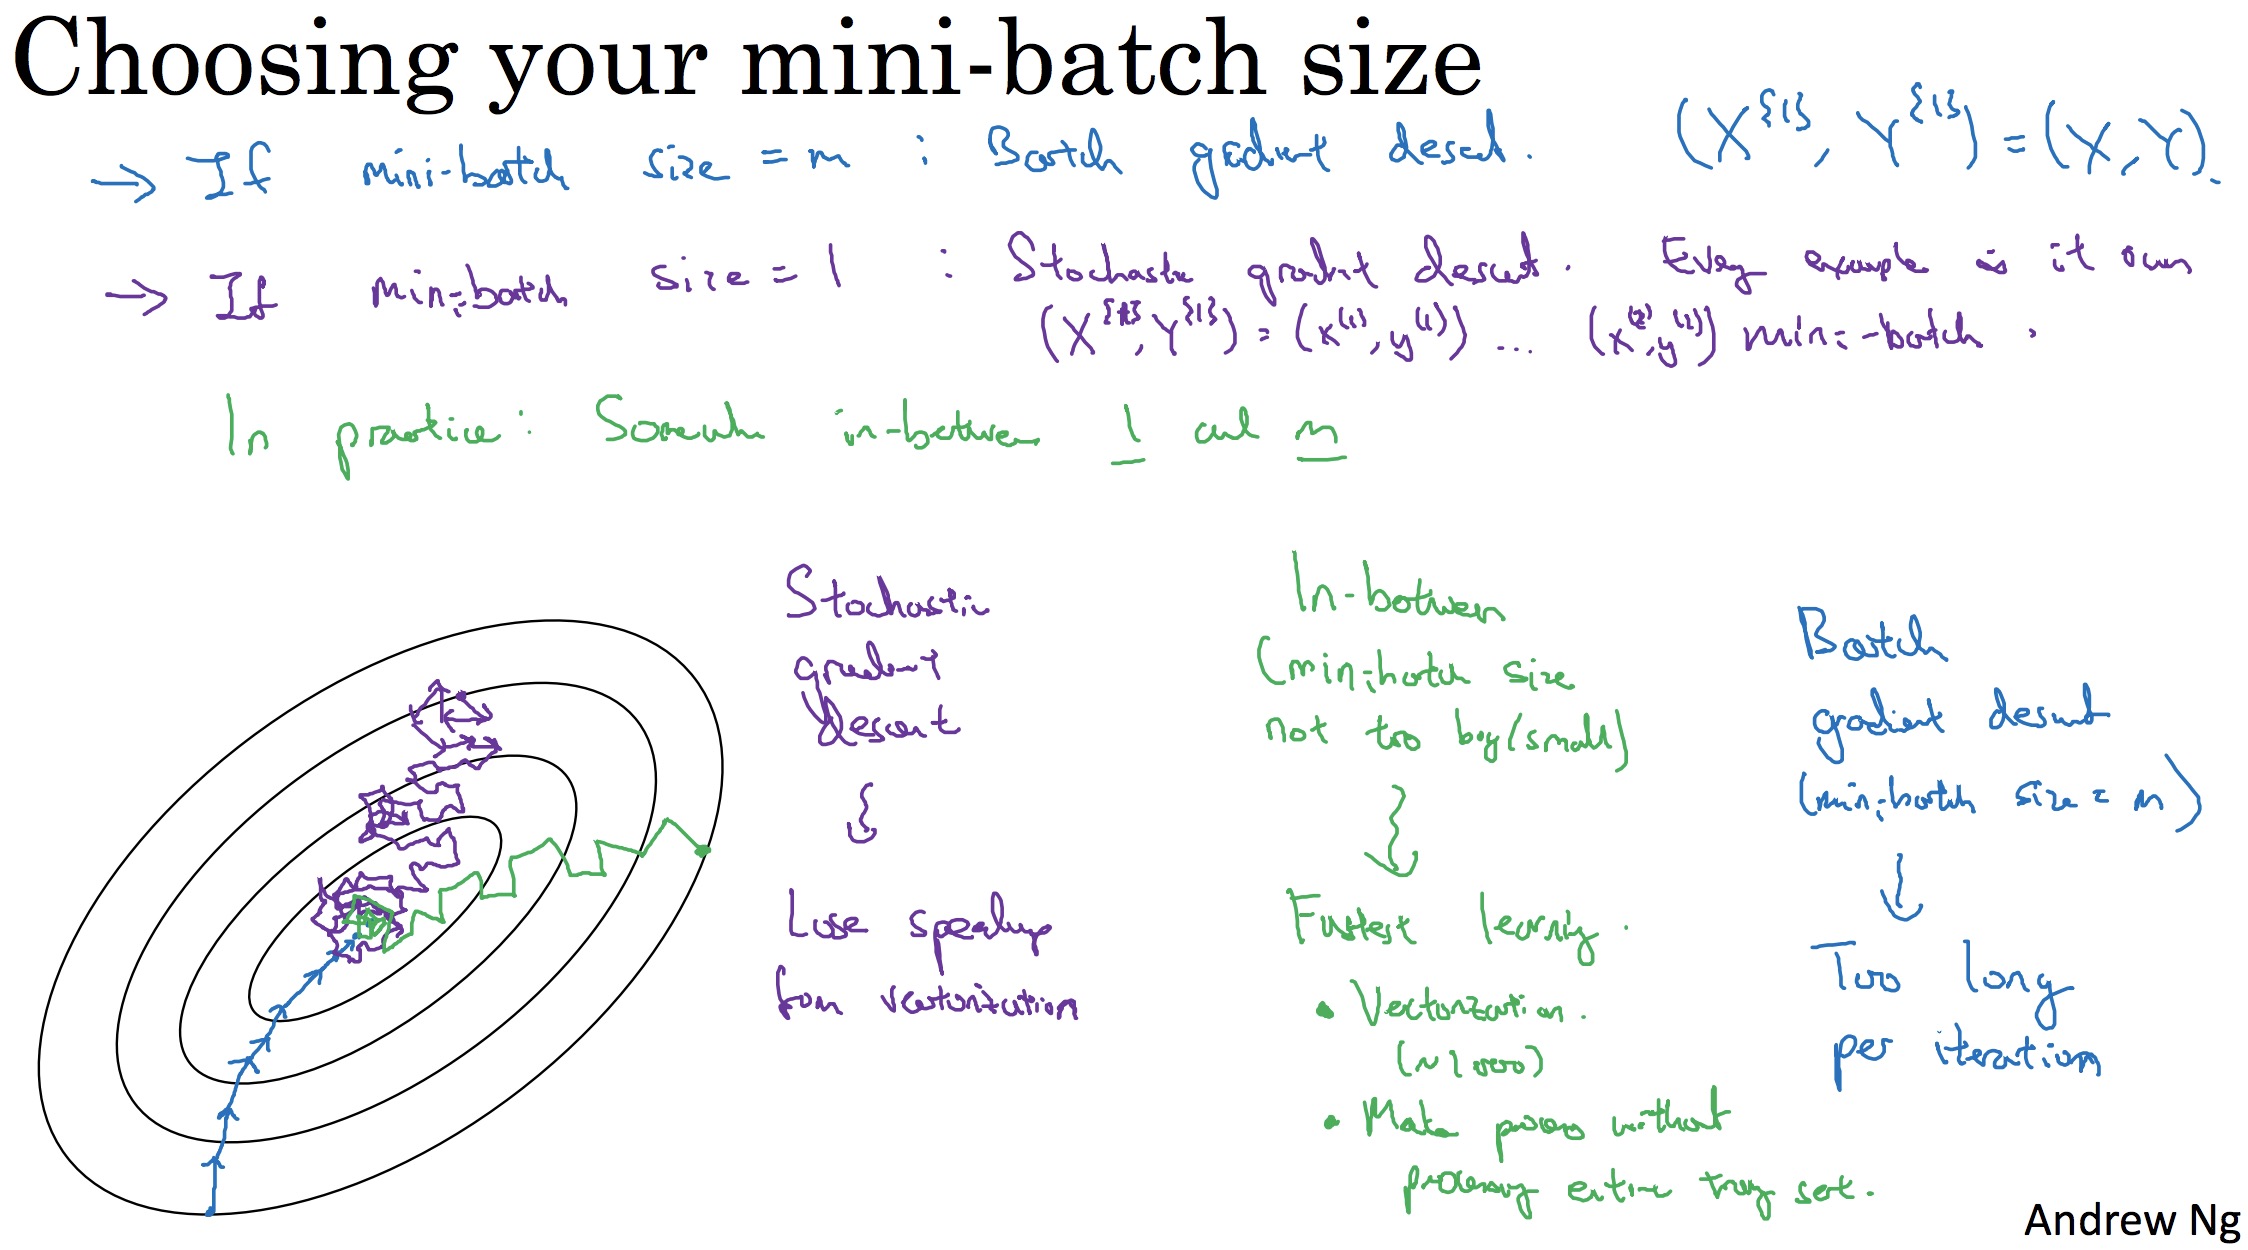 Choosing your mini-batch size
→ If mini-batch size = m : Batch gradient descent. (X^{1}, Y^{1}) = (X, Y).
→ If mini-batch size = 1 : Stochastic gradient descent. Every example is it own
(X^{1}, Y^{1}) = (x^(1), y^(1)) ... (x^(2), y^(2)) mini-batch.
In practice: Somewhere in-between 1 and m
Stochastic
gradient
descent
Lose speedup
from vectorization
In-between
(mini-batch size
not too big/small)
Fastest learning.
• Vectorization.
(~1000)
• Make progress without
processing entire training set.
Batch
gradient descent
(mini-batch size = m)
Too long
per iteration
Andrew Ng